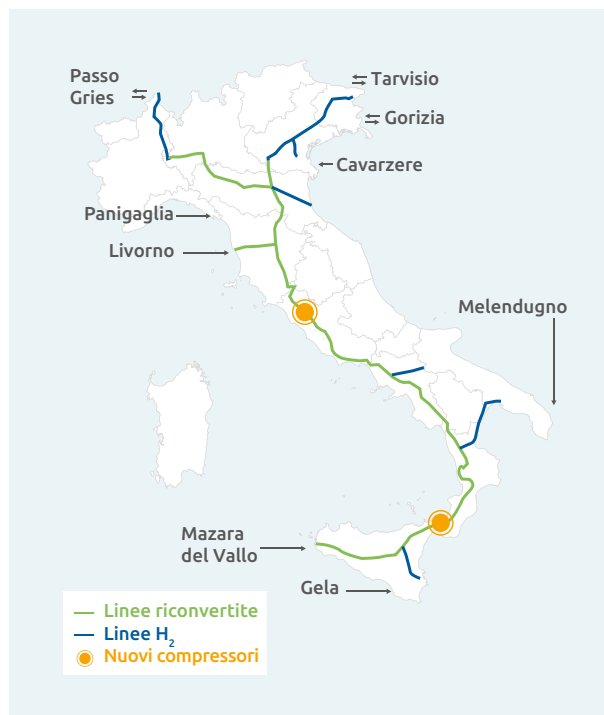 Passo
Gries
Tarvisio
Gorizia
Cavarzere
Panigaglia
Livorno
Melendugno
Mazara
del Vallo
Gela
Linee riconvertite
Linee H2
Nuovi compressori